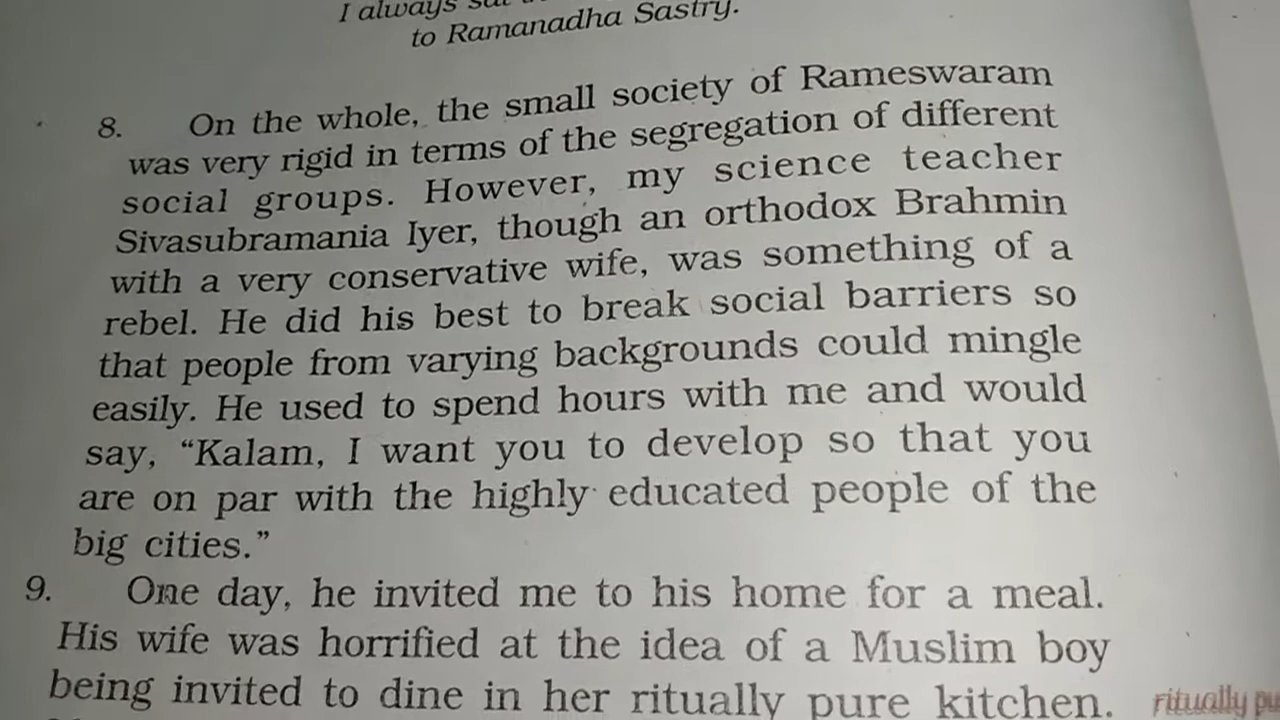 I always sat
to Ramanadha Sastry.
8. On the whole, the small society of Rameswaram
was very rigid in terms of the segregation of different
social groups. However, my science teacher
Sivasubramania Iyer, though an orthodox Brahmin
with a very conservative wife, was something of a
rebel. He did his best to break social barriers so
that people from varying backgrounds could mingle
easily. He used to spend hours with me and would
say, “Kalam, I want you to develop so that you
are on par with the highly educated people of the
big cities.”
9. One day, he invited me to his home for a meal.
His wife was horrified at the idea of a Muslim boy
being invited to dine in her ritually pure kitchen.
ritually